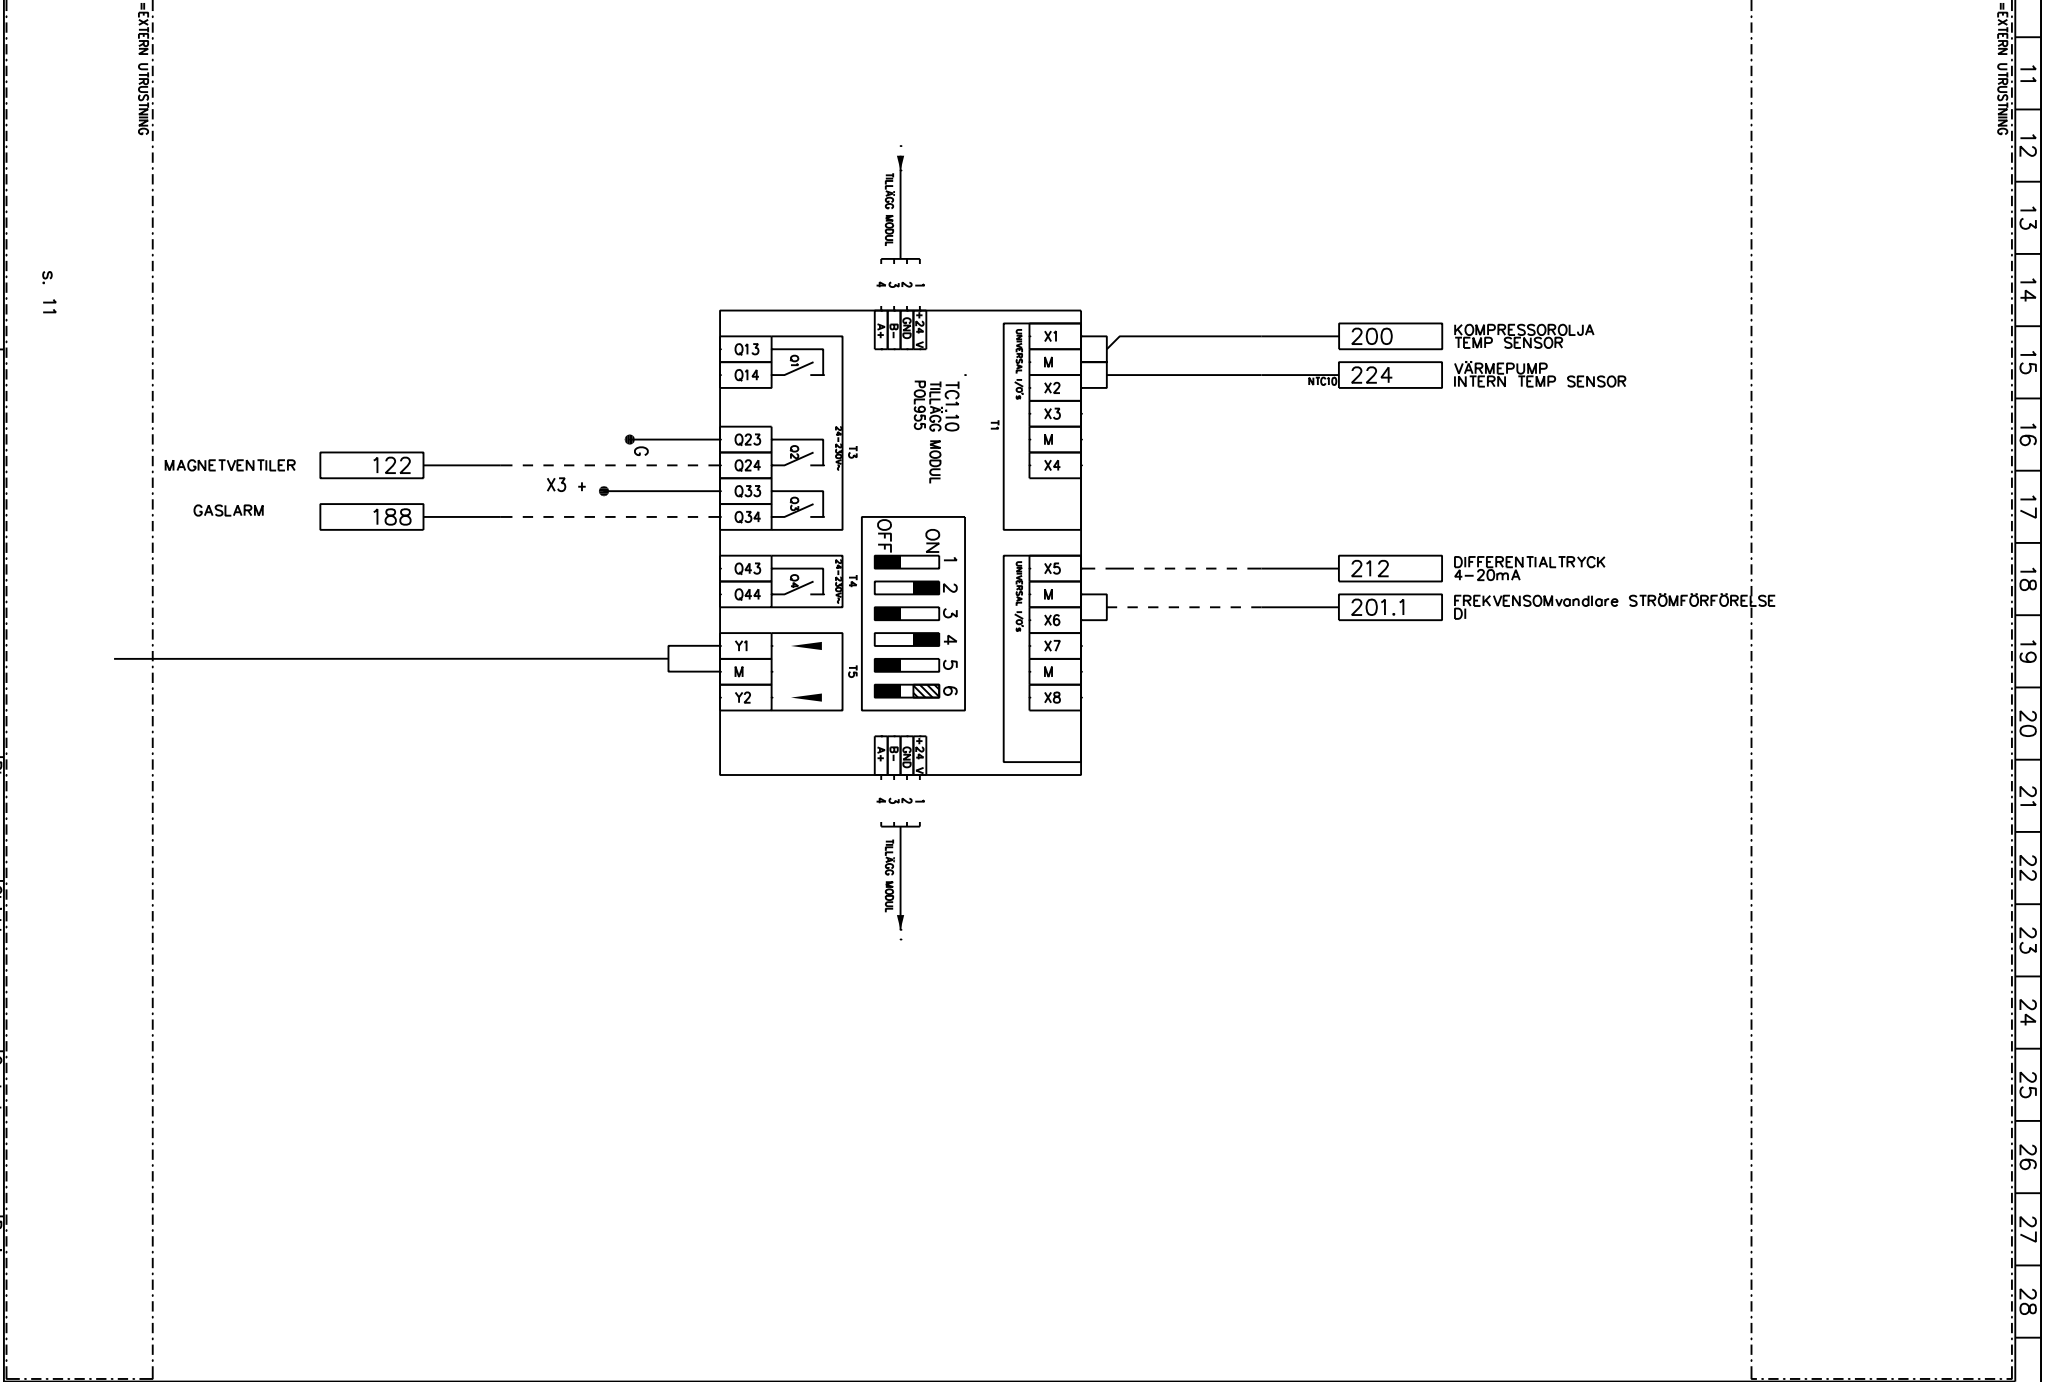 =EXTERN UTRUSTNING
=EXTERN UTRUSTNING
11
12
13
14
15
16
17
18
19
20
21
22
23
24
25
26
27
28
s. 11
TILLÄGG MODUL
4 3 2 1
A+ B- GND +24 V
TC1.10
TILLÄGG MODUL
POL955
Q13
Q14
Q1
Q23
Q24
Q2
Q33
Q34
Q3
T3
24-230V~
G
X3 +
MAGNETVENTILER
122
GASLARM
188
Q43
Q44
Q4
T4
24-230V~
Y1
M
Y2
T5
OFF ON
1
2
3
4
5
6
UNIVERSAL I/O's
T1
X1
M
X2
X3
M
X4
200
KOMPRESSOROLJA
TEMP SENSOR
NTC10
224
VÄRMEPUMP
INTERN TEMP SENSOR
UNIVERSAL I/O's
X5
M
X6
X7
M
X8
212
DIFFERENTIALTRYCK
4-20mA
201.1
FREKVENSOMvandlare STRÖMFÖRFÖRELSE
DI
A+ B- GND +24 V
4 3 2 1
TILLÄGG MODUL